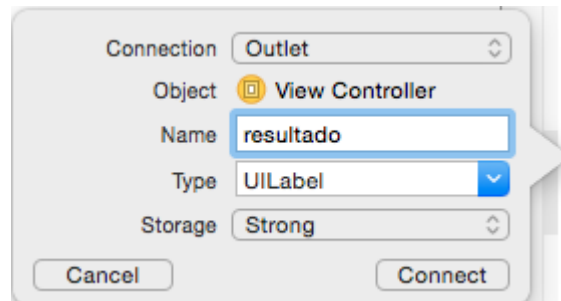 Connection Outlet
Object View Controller
Name resultado
Type UILabel
Storage Strong
Cancel Connect